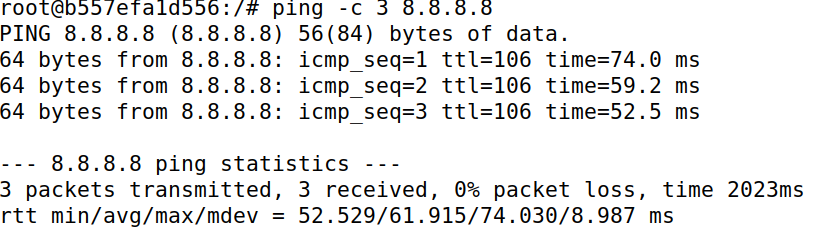 root@b557efa1d556:/# ping -c 3 8.8.8.8
PING 8.8.8.8 (8.8.8.8) 56(84) bytes of data.
64 bytes from 8.8.8.8: icmp_seq=1 ttl=106 time=74.0 ms
64 bytes from 8.8.8.8: icmp_seq=2 ttl=106 time=59.2 ms
64 bytes from 8.8.8.8: icmp_seq=3 ttl=106 time=52.5 ms
--- 8.8.8.8 ping statistics ---
3 packets transmitted, 3 received, 0% packet loss, time 2023ms
rtt min/avg/max/mdev = 52.529/61.915/74.030/8.987 ms